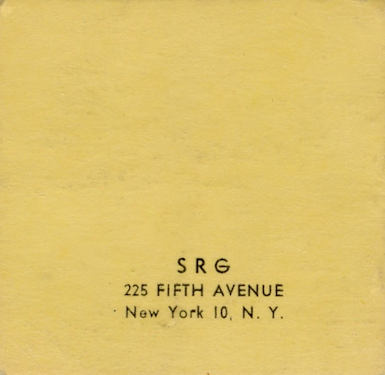 SRG
225 FIFTH AVENUE
New York 10, N. Y.